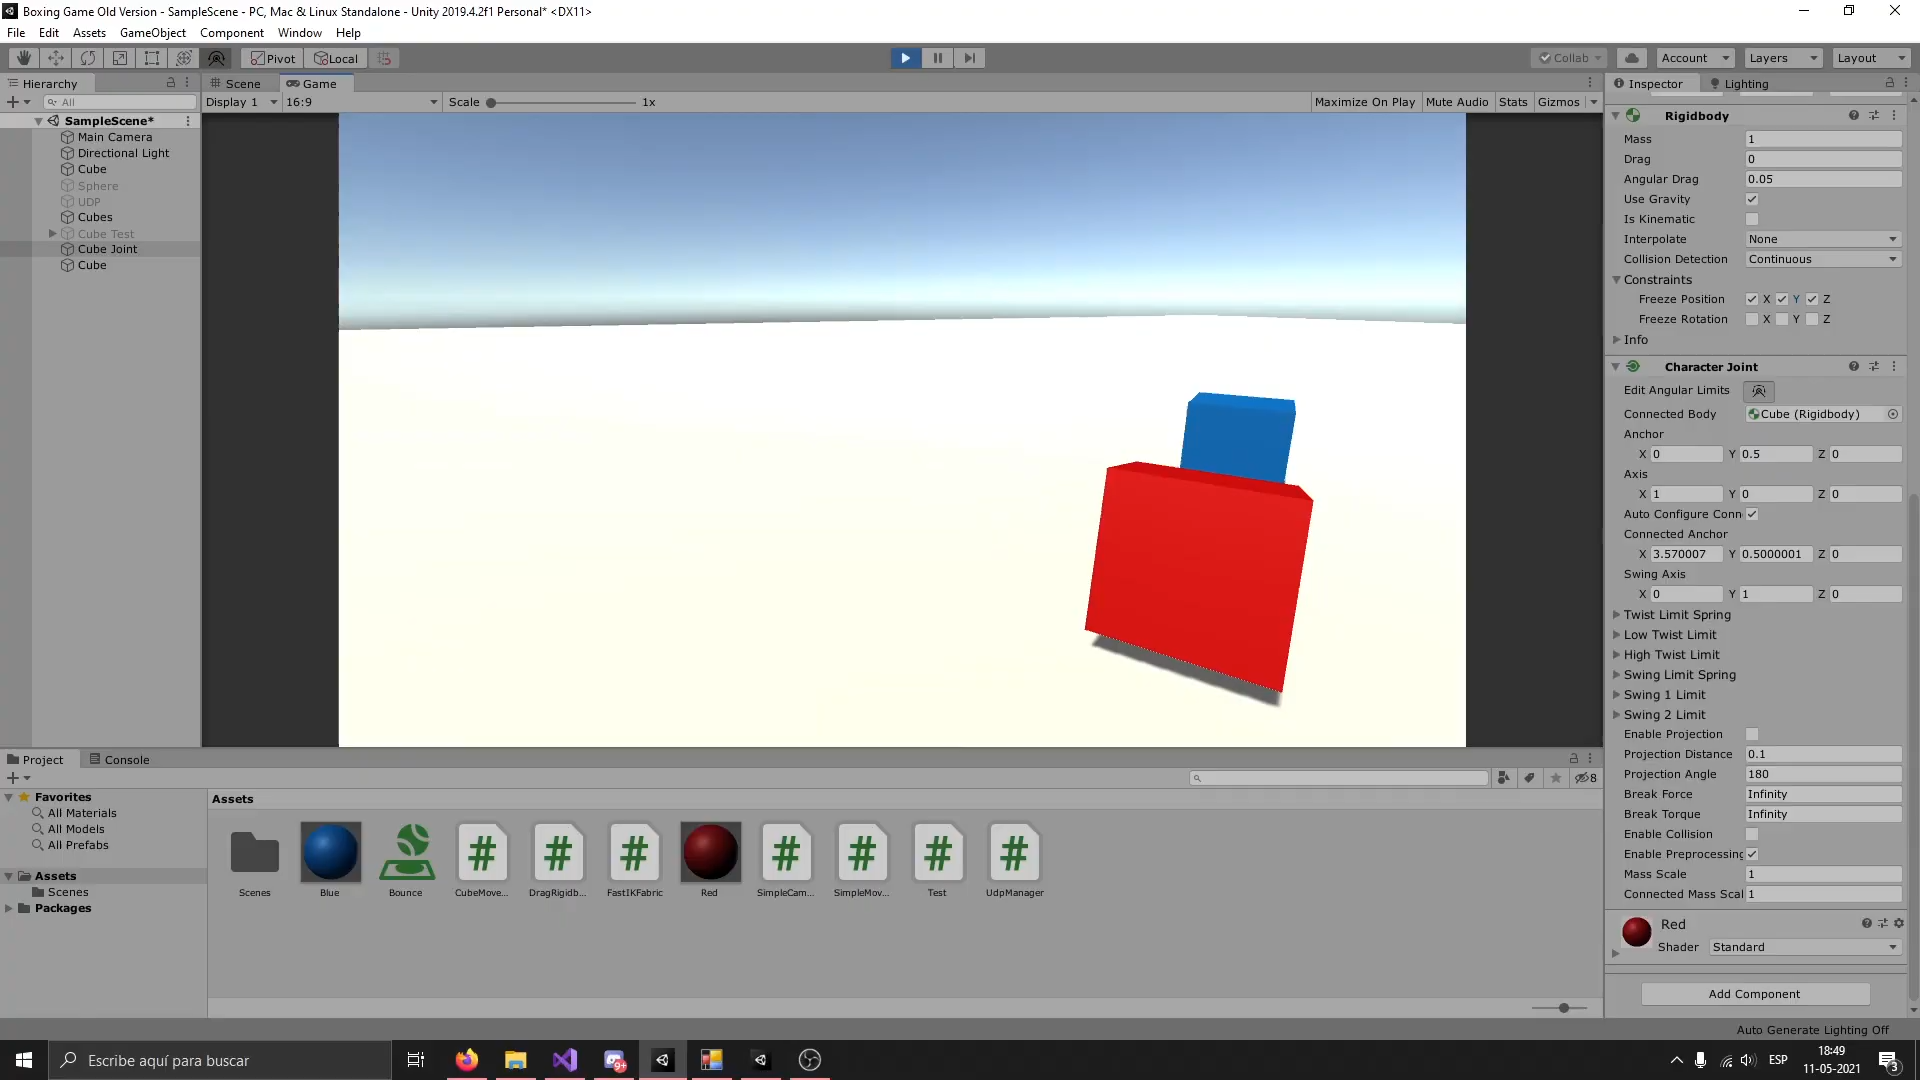 Boxing Game Old Version - SampleScene - PC, Mac & Linux Standalone - Unity 2019.4.2f1 Personal* <DX11>
File Edit Assets GameObject Component Window Help
Pivot Local Collab Account Layers Layout
Hierarchy Scene Game Inspector Lighting
All Display 1 16:9 Scale 1x Maximize On Play Mute Audio Stats Gizmos
SampleScene*
Main Camera
Directional Light
Cube
Sphere
UDP
Cubes
Cube Test
Cube Joint
Cube
Rigidbody
Mass 1
Drag 0
Angular Drag 0.05
Use Gravity
Is Kinematic
Interpolate None
Collision Detection Continuous
Constraints
Freeze Position X Y Z
Freeze Rotation X Y Z
Info
Character Joint
Edit Angular Limits
Connected Body Cube (Rigidbody)
Anchor
X 0 Y 0.5 Z 0
Axis
X 1 Y 0 Z 0
Auto Configure Conn
Connected Anchor
X 3.570007 Y 0.5000001 Z 0
Swing Axis
X 0 Y 1 Z 0
Twist Limit Spring
Low Twist Limit
High Twist Limit
Swing Limit Spring
Swing 1 Limit
Swing 2 Limit
Enable Projection
Projection Distance 0.1
Projection Angle 180
Break Force Infinity
Break Torque Infinity
Enable Collision
Enable Preprocessing
Mass Scale 1
Connected Mass Scal 1
Red
Shader Standard
Add Component
Project Console
8
Favorites
All Materials
All Models
All Prefabs
Assets
Scenes
Packages
Assets
Scenes Blue Bounce CubeMove... DragRigidb... FastIKFabric Red SimpleCam... SimpleMov... Test UdpManager
Auto Generate Lighting Off
Escribe aquí para buscar
9+
ESP
18:49
11-05-2021
3